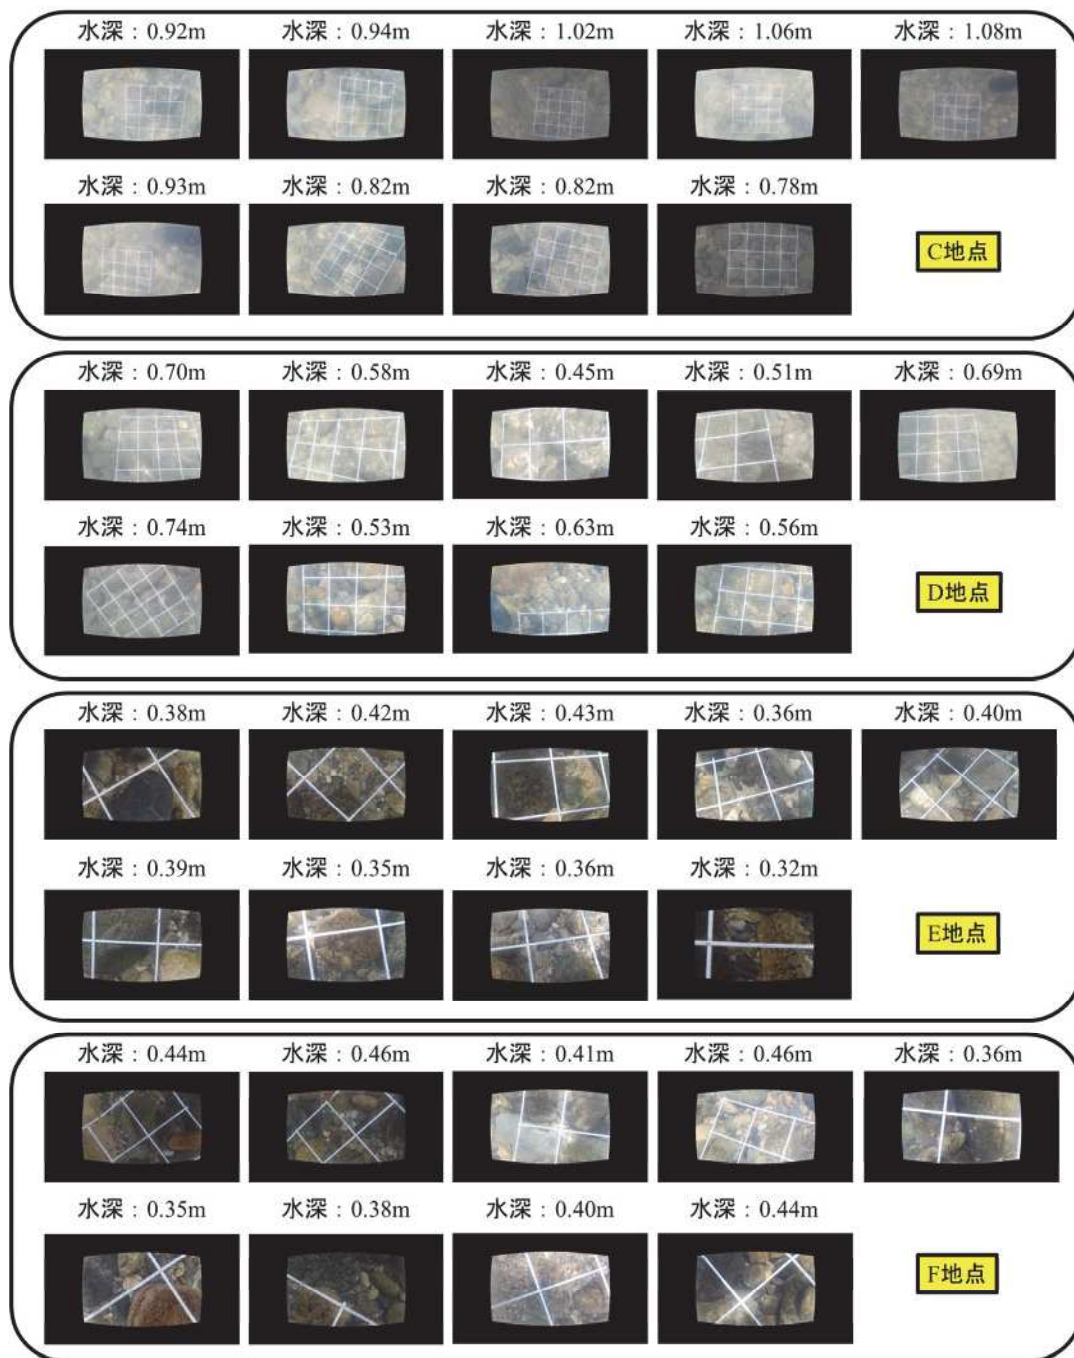 水深：0.92m 水深：0.94m 水深：1.02m 水深：1.06m 水深：1.08m
水深：0.93m 水深：0.82m 水深：0.82m 水深：0.78m
C地点
水深：0.70m 水深：0.58m 水深：0.45m 水深：0.51m 水深：0.69m
水深：0.74m 水深：0.53m 水深：0.63m 水深：0.56m
D地点
水深：0.38m 水深：0.42m 水深：0.43m 水深：0.36m 水深：0.40m
水深：0.39m 水深：0.35m 水深：0.36m 水深：0.32m
E地点
水深：0.44m 水深：0.46m 水深：0.41m 水深：0.46m 水深：0.36m
水深：0.35m 水深：0.38m 水深：0.40m 水深：0.44m
F地点